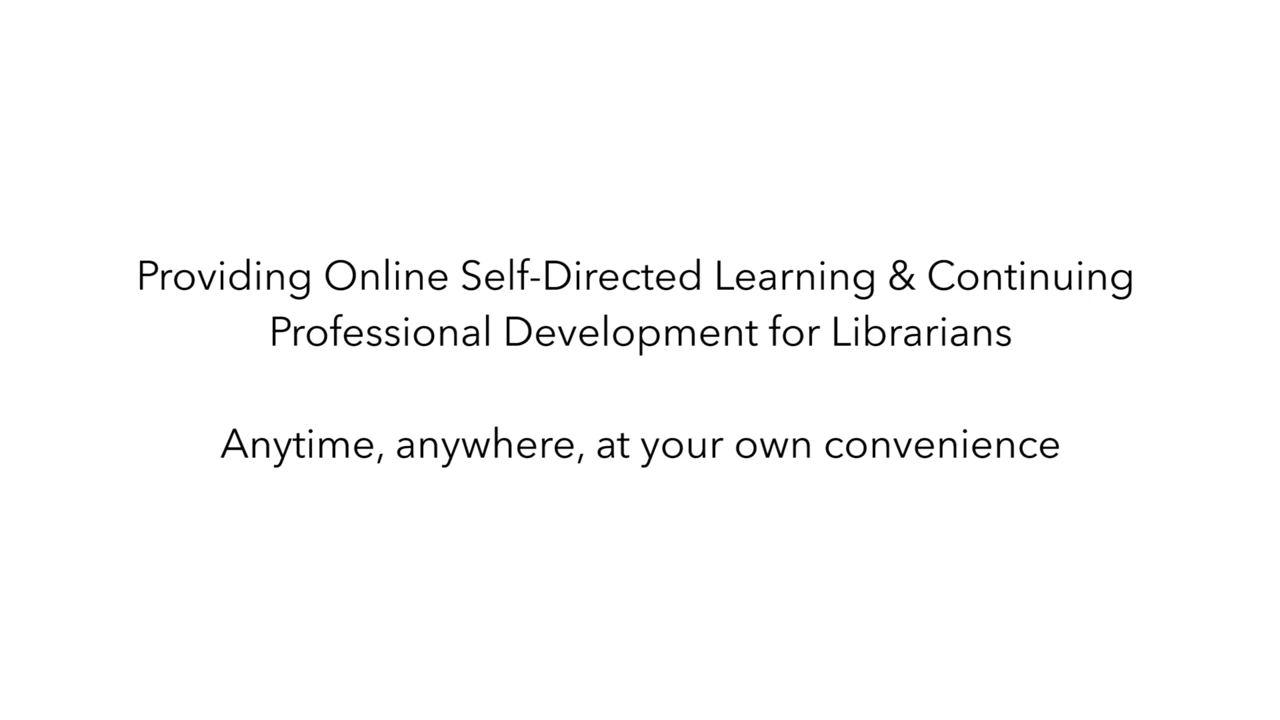 Providing Online Self-Directed Learning & Continuing
Professional Development for Librarians
Anytime, anywhere, at your own convenience